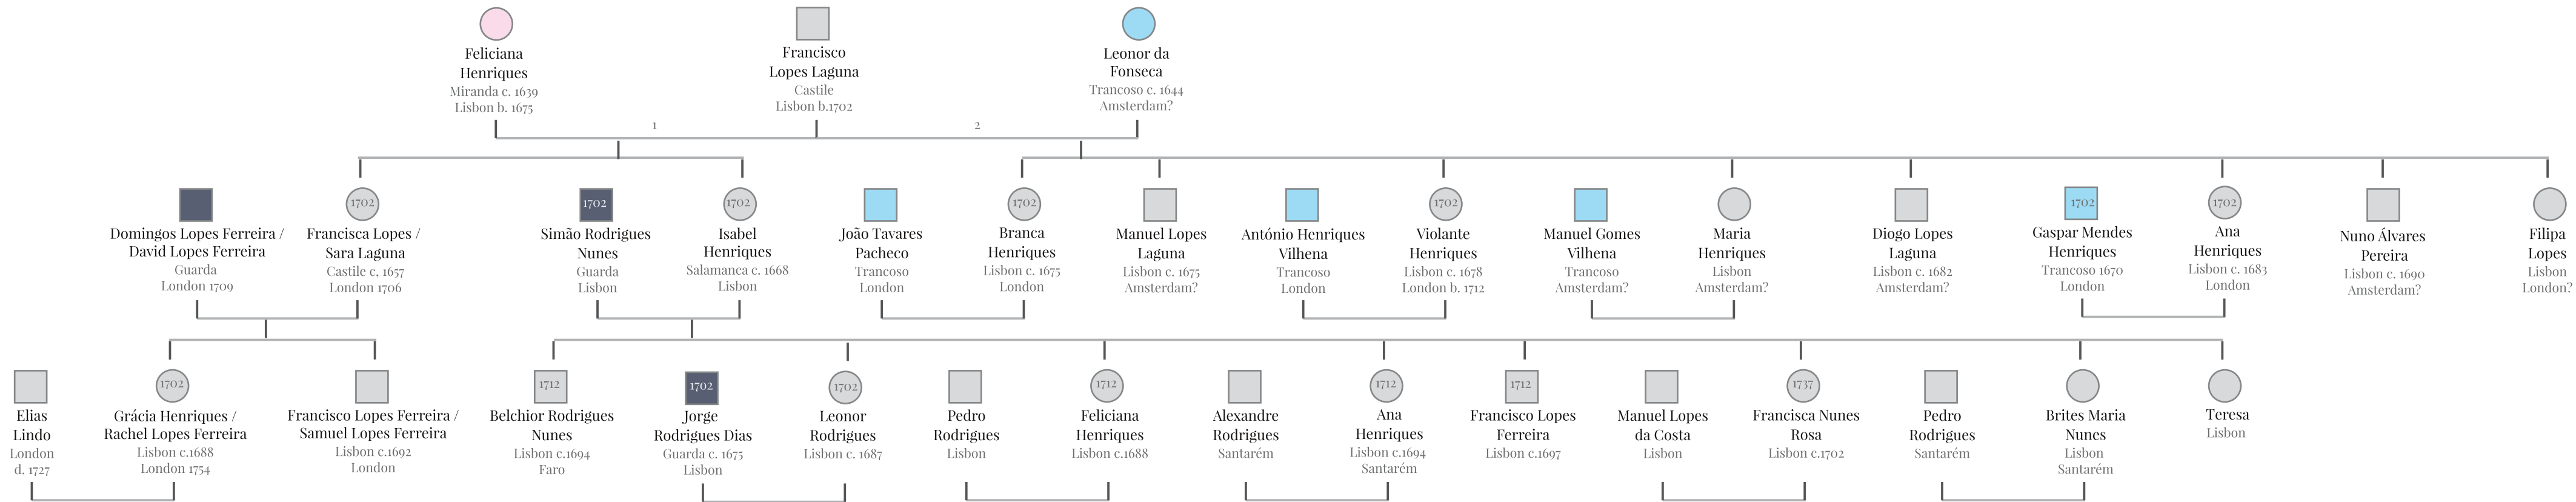 Feliciana
Henriques
Miranda c. 1639
Lisbon b. 1675
Francisco
Lopes Laguna
Castile
Lisbon b.1702
Leonor da
Fonseca
Trancoso c. 1644
Amsterdam?
1
2
Domingos Lopes Ferreira /
David Lopes Ferreira
Guarda
London 1709
1702
Francisca Lopes /
Sara Laguna
Castile c, 1657
London 1706
1702
Simão Rodrigues
Nunes
Guarda
Lisbon
1702
Isabel
Henriques
Salamanca c. 1668
Lisbon
João Tavares
Pacheco
Trancoso
London
1702
Branca
Henriques
Lisbon c. 1675
London
Manuel Lopes
Laguna
Lisbon c. 1675
Amsterdam?
António Henriques
Vilhena
Trancoso
London
1702
Violante
Henriques
Lisbon c. 1678
London b. 1712
Manuel Gomes
Vilhena
Trancoso
Amsterdam?
Maria
Henriques
Lisbon
Amsterdam?
Diogo Lopes
Laguna
Lisbon c. 1682
Amsterdam?
1702
Gaspar Mendes
Henriques
Trancoso 1670
London
1702
Ana
Henriques
Lisbon c. 1683
London
Nuno Álvares
Pereira
Lisbon c. 1690
Amsterdam?
Filipa
Lopes
Lisbon
London?
Elias
Lindo
London
d. 1727
1702
Grácia Henriques /
Rachel Lopes Ferreira
Lisbon c.1688
London 1754
Francisco Lopes Ferreira /
Samuel Lopes Ferreira
Lisbon c.1692
London
1712
Belchior Rodrigues
Nunes
Lisbon c.1694
Faro
1702
Jorge
Rodrigues Dias
Guarda c. 1675
Lisbon
1702
Leonor
Rodrigues
Lisbon c. 1687
Pedro
Rodrigues
Lisbon
1712
Feliciana
Henriques
Lisbon c.1688
Alexandre
Rodrigues
Santarém
1712
Ana
Henriques
Lisbon c.1694
Santarém
1712
Francisco Lopes
Ferreira
Lisbon c.1697
Manuel Lopes
da Costa
Lisbon
1737
Francisca Nunes
Rosa
Lisbon c.1702
Pedro
Rodrigues
Santarém
Brites Maria
Nunes
Lisbon
Santarém
Teresa
Lisbon